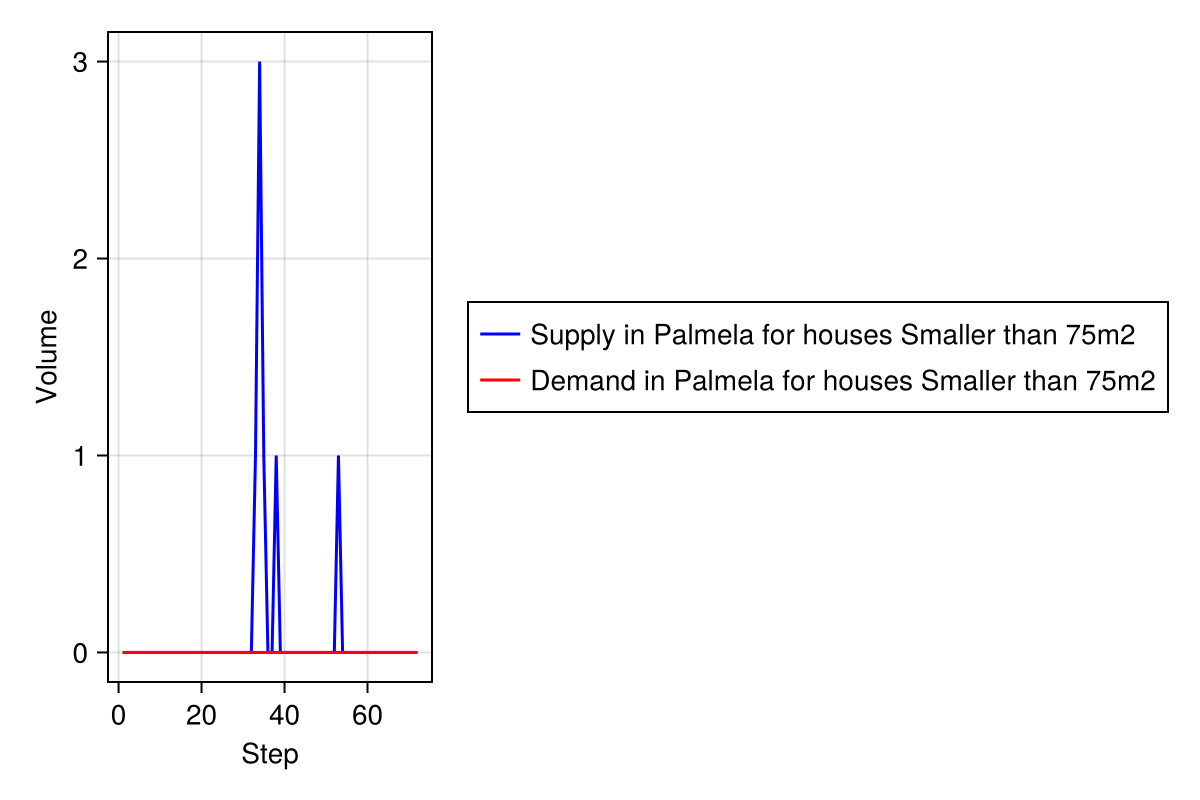 3
2
1
0
Volume
0 20 40 60
Step
Supply in Palmela for houses Smaller than 75m2
Demand in Palmela for houses Smaller than 75m2